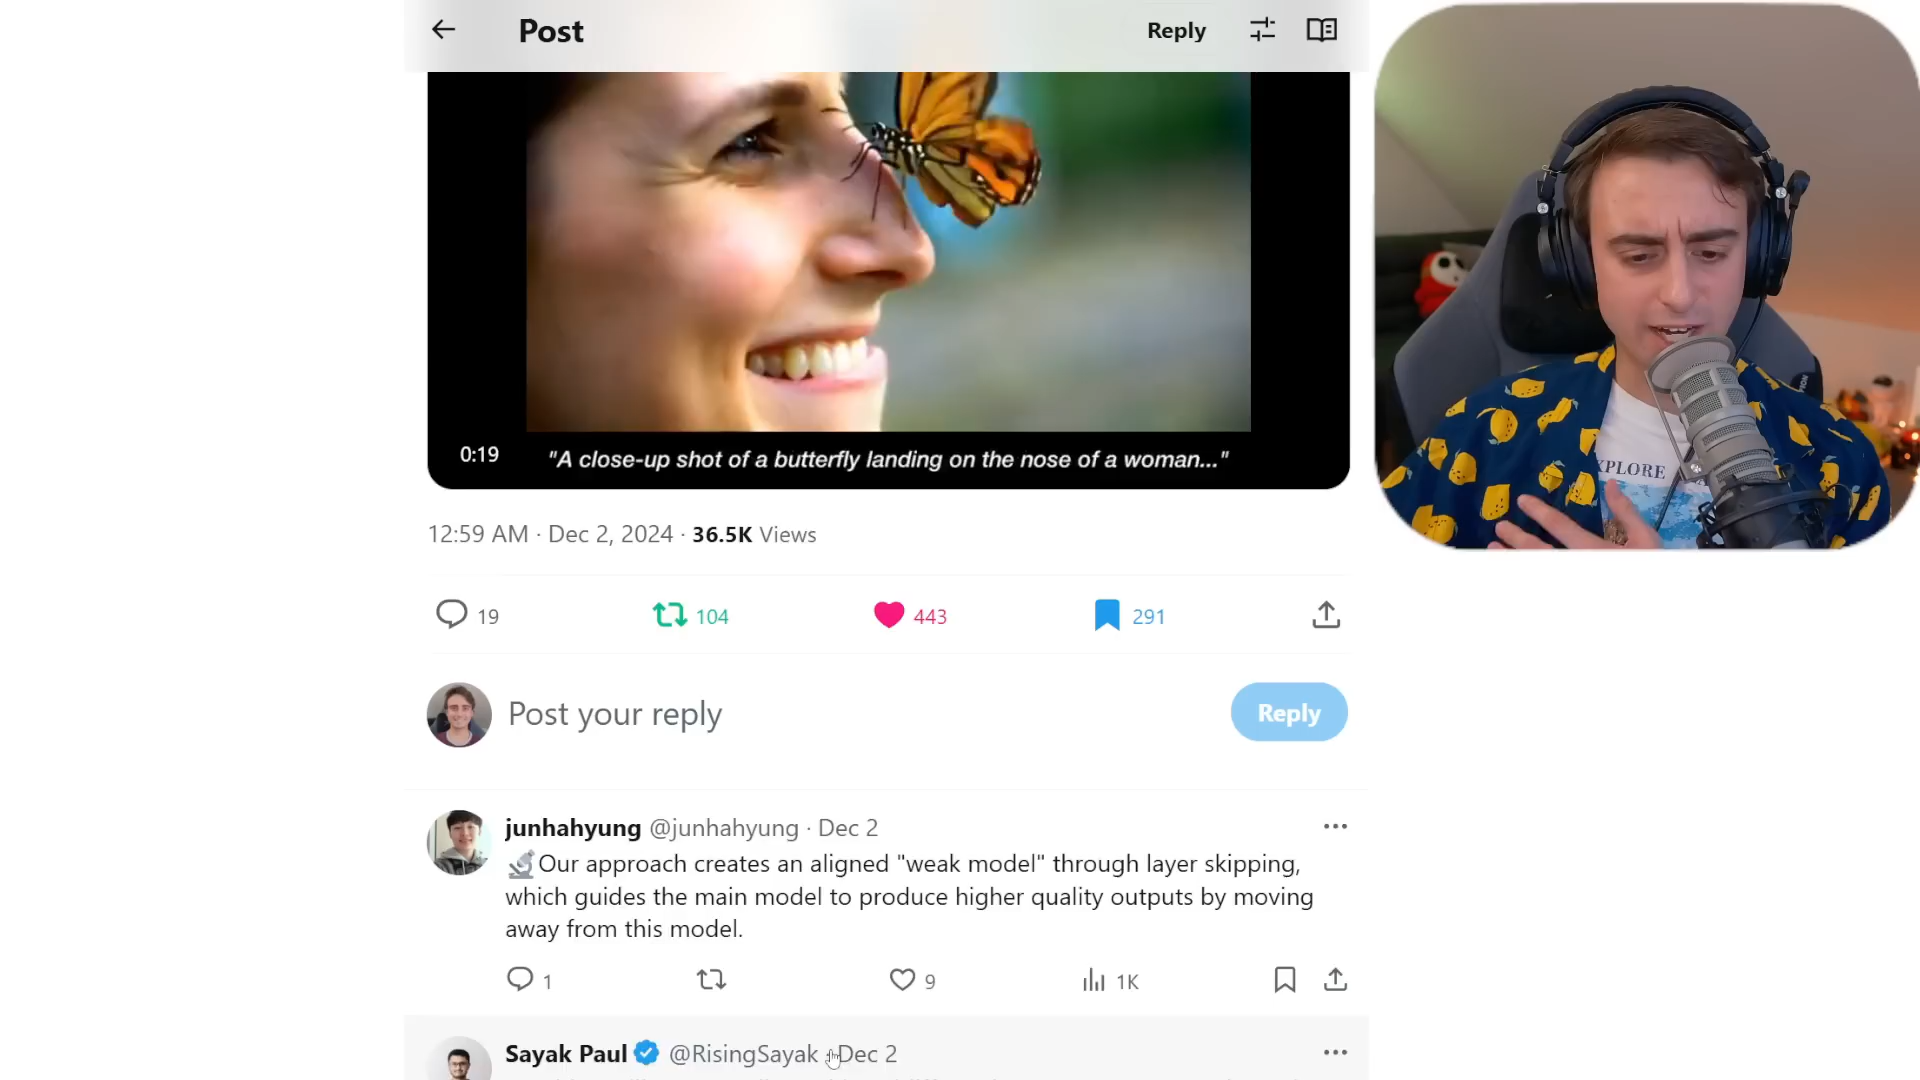 Post
Reply
0:19
"A close-up shot of a butterfly landing on the nose of a woman..."
12:59 AM · Dec 2, 2024 · 36.5K Views
19
104
443
291
Post your reply
Reply
junhahyung @junhahyung · Dec 2
Our approach creates an aligned "weak model" through layer skipping,
which guides the main model to produce higher quality outputs by moving
away from this model.
1
9
1K
Sayak Paul @RisingSayak · Dec 2